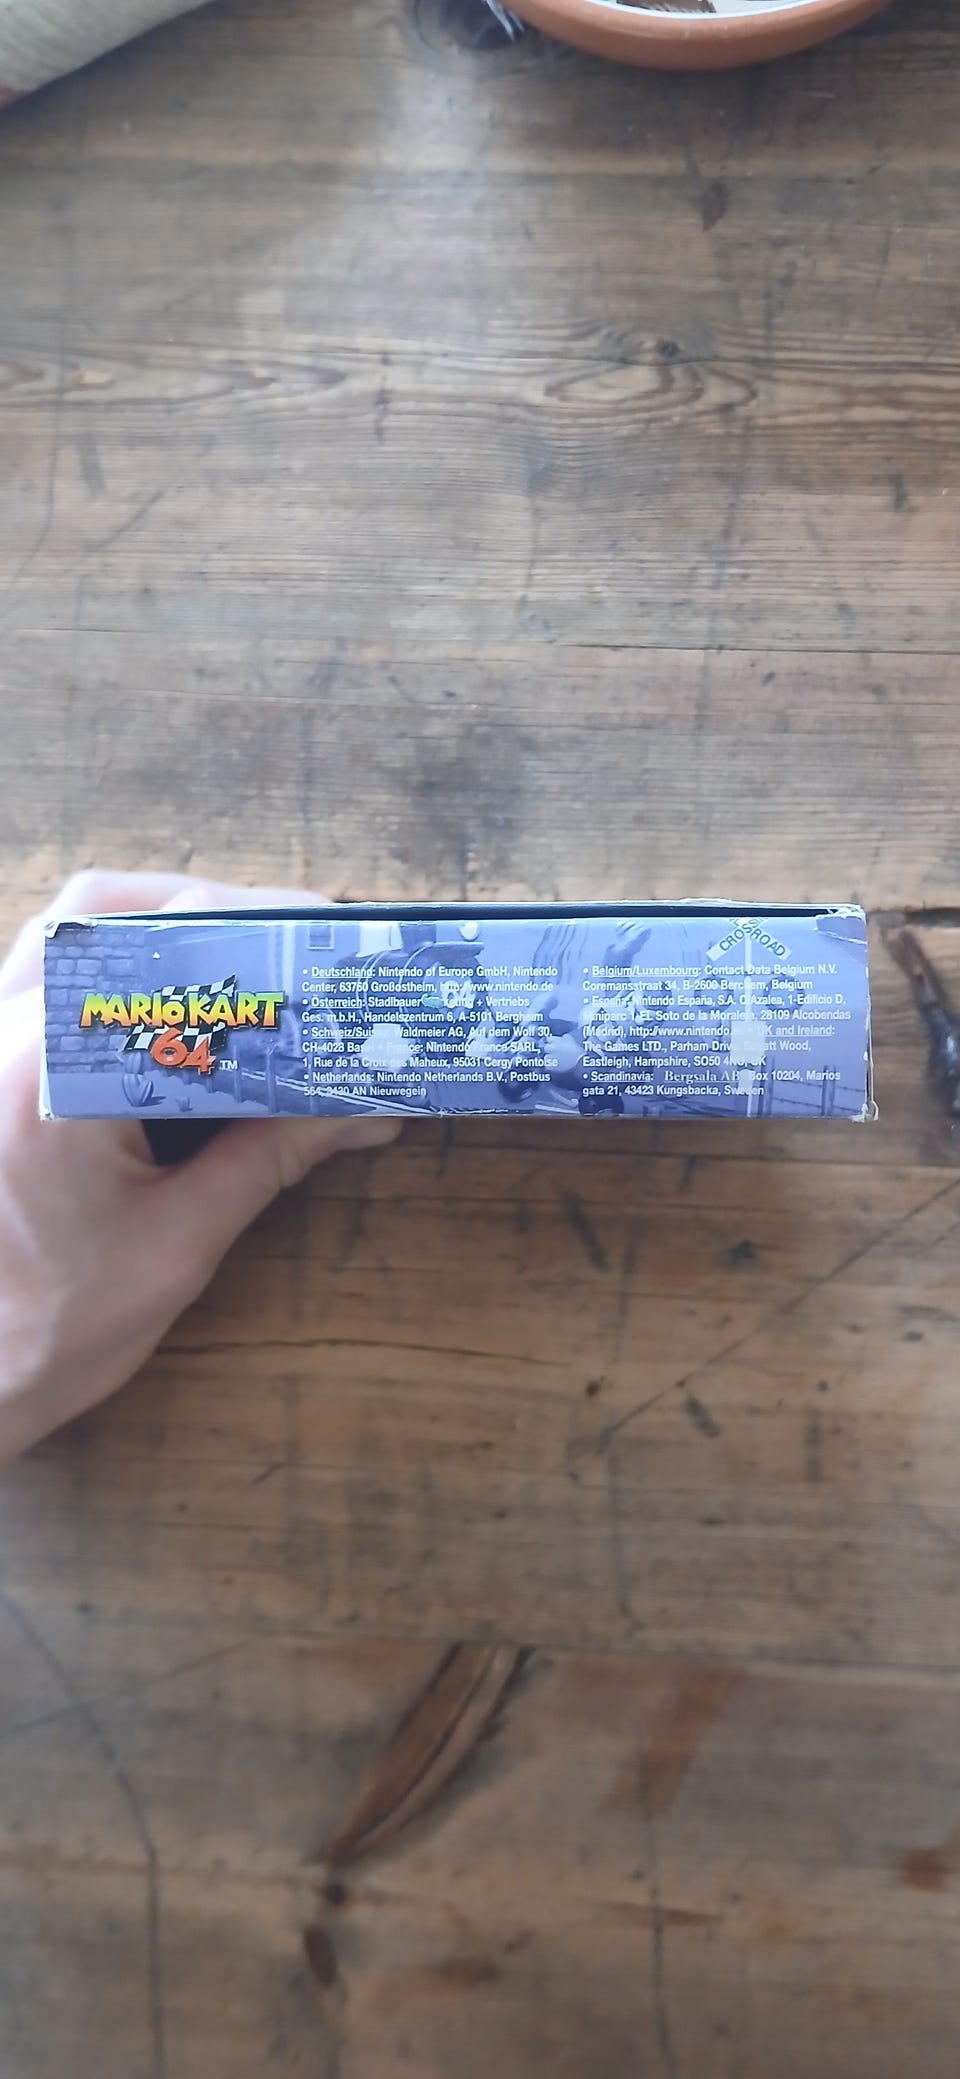 MARIO KART
64 TM
CROSSROAD
• Deutschland: Nintendo of Europe GmbH, Nintendo
Center, 63760 Großostheim, http://www.nintendo.de
• Österreich: Stadlbauer + Vertriebs
Ges. m.b.H., Handelszentrum 6, A-5101 Bergheim
• Schweiz/Suisse: Waldmeier AG, Auf dem Wolf 30,
CH-4028 Basel • France: Nintendo France SARL,
1, Rue de la Croix des Maheux, 95031 Cergy Pontoise
• Netherlands: Nintendo Netherlands B.V., Postbus
564, 3430 AN Nieuwegein
• Belgium/Luxembourg: Contact Data Belgium N.V.
Coremansstraat 34, B-2600 Berchem, Belgium
• España: Nintendo España, S.A. C/Azalea, 1-Edificio D,
Miniparc 1-EL Soto de la Moraleja, 28109 Alcobendas
(Madrid), http://www.nintendo. • UK and Ireland:
The Games LTD., Parham Drive, Boyatt Wood,
Eastleigh, Hampshire, SO50 4NU, UK
• Scandinavia: Bergsala AB Box 10204, Marios
gata 21, 43423 Kungsbacka, Sweden